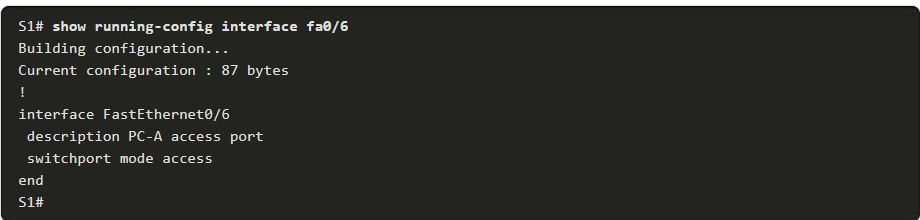 S1# show running-config interface fa0/6
Building configuration...
Current configuration : 87 bytes
!
interface FastEthernet0/6
 description PC-A access port
 switchport mode access
end
S1#